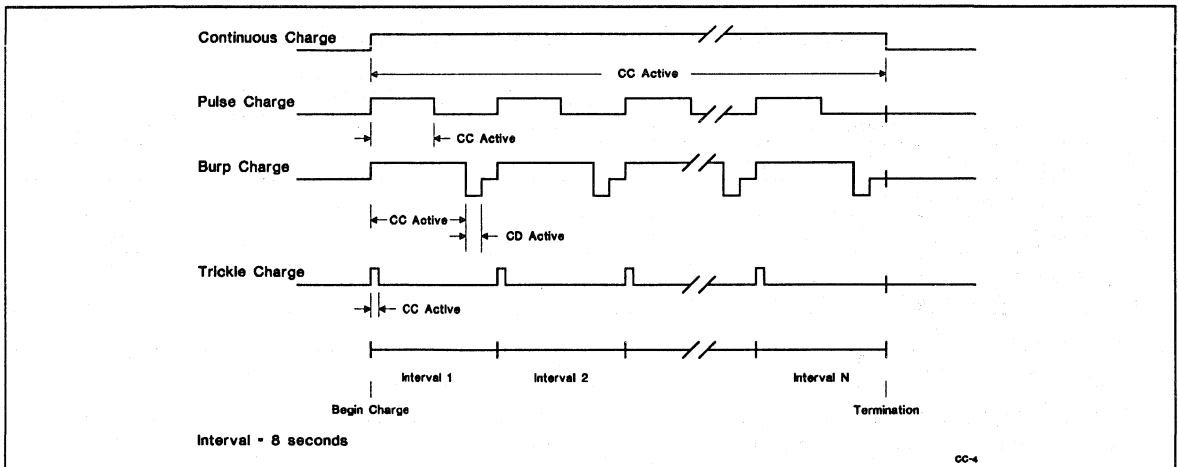 Continuous Charge
CC Active
Pulse Charge
CC Active
Burp Charge
CC Active
CD Active
Trickle Charge
CC Active
Interval 1 Interval 2 Interval N
Begin Charge Termination
Interval - 8 seconds
CC-4